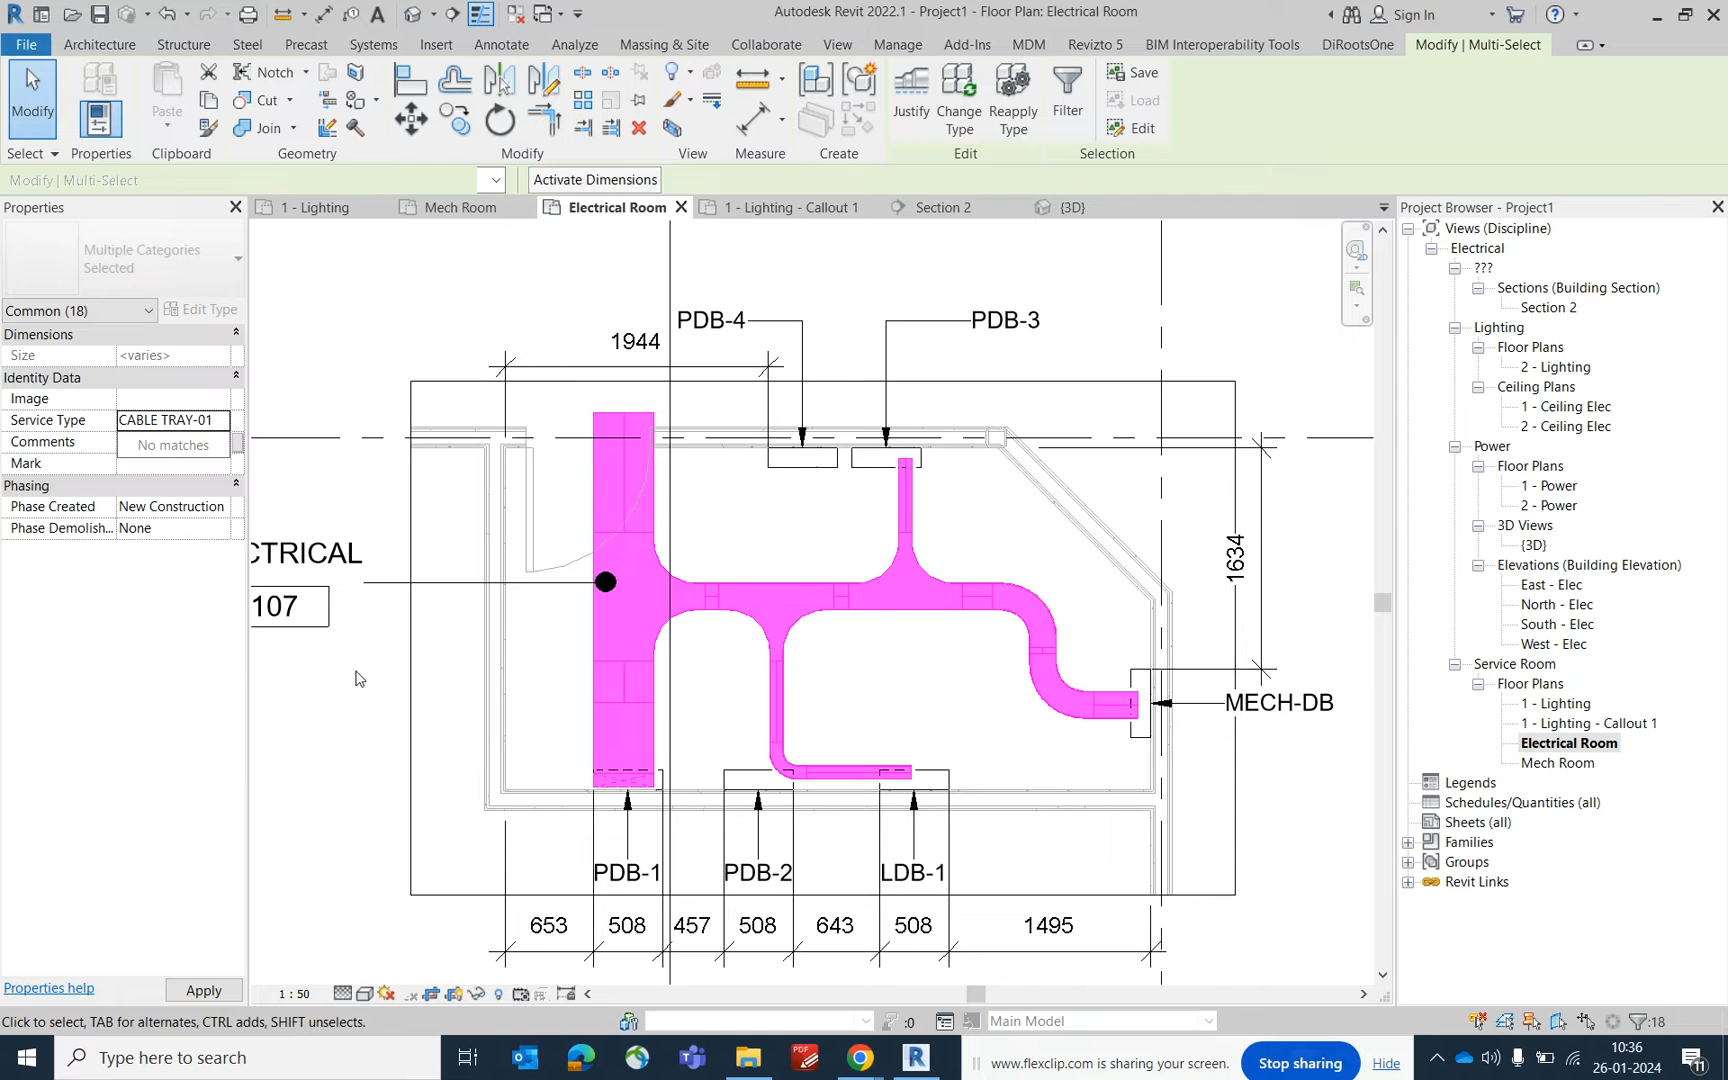 Autodesk Revit 2022.1 - Project1 - Floor Plan: Electrical Room
Sign In
File Architecture Structure Steel Precast Systems Insert Annotate Analyze Massing & Site Collaborate View Manage Add-Ins MDM Revizto 5 BIM Interoperability Tools DiRootsOne Modify | Multi-Select
Modify
Paste
Notch
Cut
Join
Justify
Change Type
Reapply Type
Filter
Save
Load
Edit
Select Properties Clipboard Geometry Modify View Measure Create Edit Selection
Modify | Multi-Select
Activate Dimensions
Properties
1 - Lighting
Mech Room
Electrical Room
1 - Lighting - Callout 1
Section 2
{3D}
Multiple Categories Selected
Common (18)
Edit Type
Dimensions
Size <varies>
Identity Data
Image
Service Type CABLE TRAY-01
Comments
No matches
Mark
Phasing
Phase Created New Construction
Phase Demolish... None
Properties help
Apply
2D
PDB-4
PDB-3
1944
1634
CTRICAL
107
MECH-DB
PDB-1
PDB-2
LDB-1
653
508
457
508
643
508
1495
Project Browser - Project1
Views (Discipline)
Electrical
???
Sections (Building Section)
Section 2
Lighting
Floor Plans
2 - Lighting
Ceiling Plans
1 - Ceiling Elec
2 - Ceiling Elec
Power
Floor Plans
1 - Power
2 - Power
3D Views
{3D}
Elevations (Building Elevation)
East - Elec
North - Elec
South - Elec
West - Elec
Service Room
Floor Plans
1 - Lighting
1 - Lighting - Callout 1
Electrical Room
Mech Room
Legends
Schedules/Quantities (all)
Sheets (all)
Families
Groups
Revit Links
1 : 50
Click to select, TAB for alternates, CTRL adds, SHIFT unselects.
:0
Main Model
:18
Type here to search
www.flexclip.com is sharing your screen.
Stop sharing
Hide
10:36
26-01-2024
11